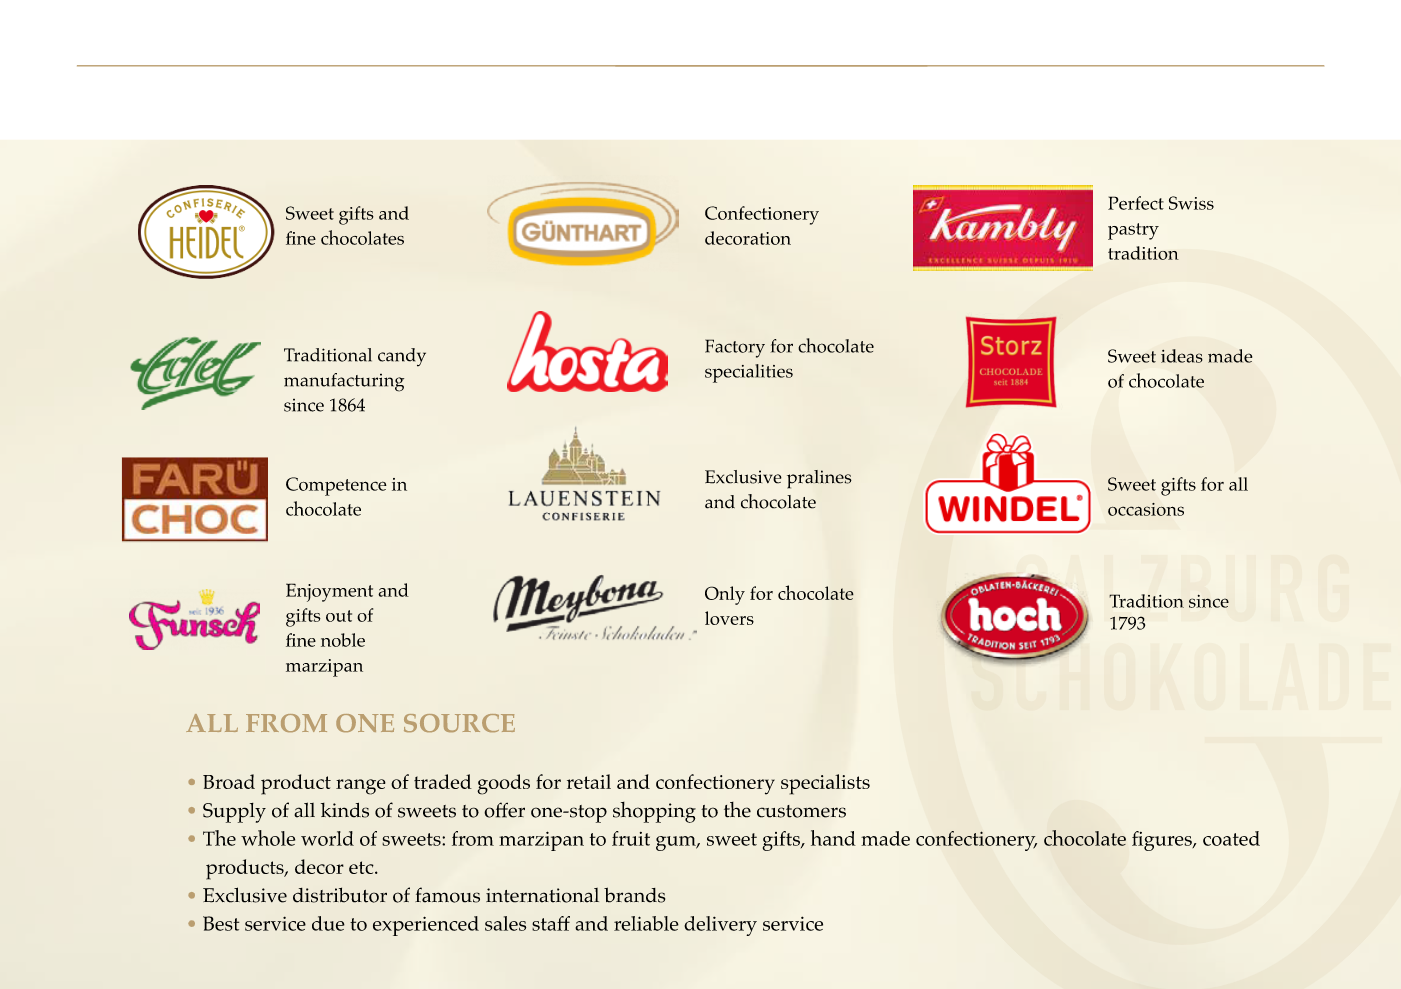 CONFISERIE
HEIDEL®
Sweet gifts and
fine chocolates
GÜNTHART
Confectionery
decoration
Kambly
EXCELLENCE SUISSE DEPUIS 1910
Perfect Swiss
pastry
tradition
Edel
Traditional candy
manufacturing
since 1864
hosta
Factory for chocolate
specialities
Storz
CHOCOLADE
seit 1884
Sweet ideas made
of chocolate
FARÜ
CHOC
Competence in
chocolate
LAUENSTEIN
CONFISERIE
Exclusive pralines
and chocolate
WINDEL®
Sweet gifts for all
occasions
seit 1936
Funsch
Enjoyment and
gifts out of
fine noble
marzipan
Meybona
Feinste Schokoladen
Only for chocolate
lovers
OBLATEN-BÄCKEREI
hoch
TRADITION SEIT 1793
Tradition since
1793
SALZBURG
SCHOKOLADE
ALL FROM ONE SOURCE
• Broad product range of traded goods for retail and confectionery specialists
• Supply of all kinds of sweets to offer one-stop shopping to the customers
• The whole world of sweets: from marzipan to fruit gum, sweet gifts, hand made confectionery, chocolate figures, coated
products, decor etc.
• Exclusive distributor of famous international brands
• Best service due to experienced sales staff and reliable delivery service